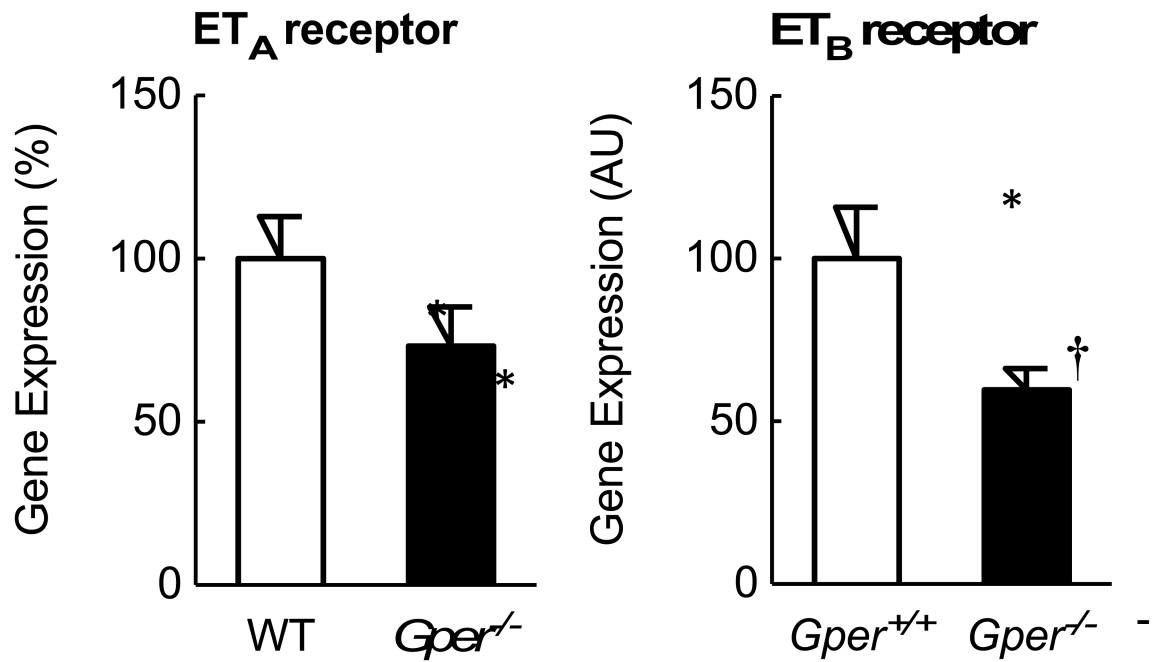 ETA receptor
Gene Expression (%)
150
100
50
0
*
*
WT
Gper-/-
ETB receptor
Gene Expression (AU)
150
100
50
0
*
†
Gper+/+
Gper-/-
-